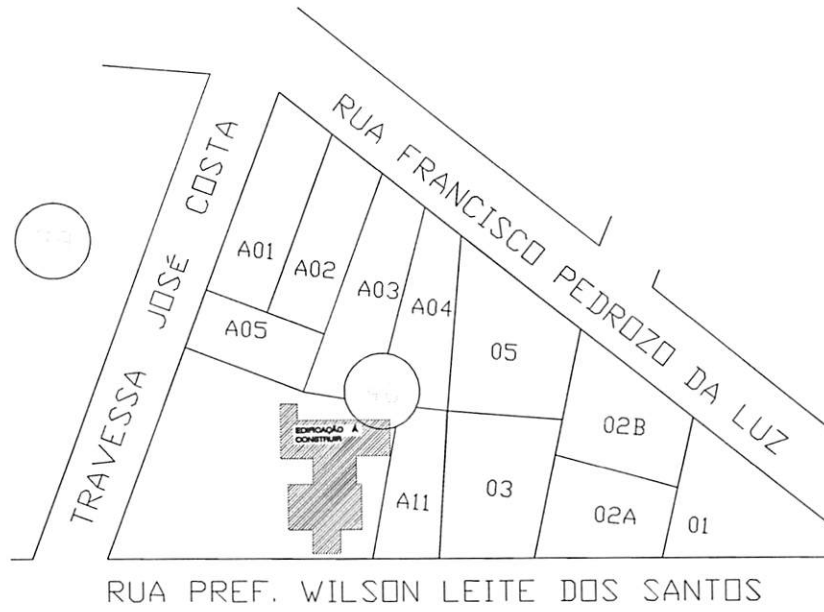 RUA FRANCISCO PEDROZO DA LUZ
TRAVESSA JOSÉ COSTA
A01
A02
A03
A04
A05
05
02B
EDIFICAÇÃO A
CONSTRUIR
A11
03
02A
01
RUA PREF. WILSON LEITE DOS SANTOS